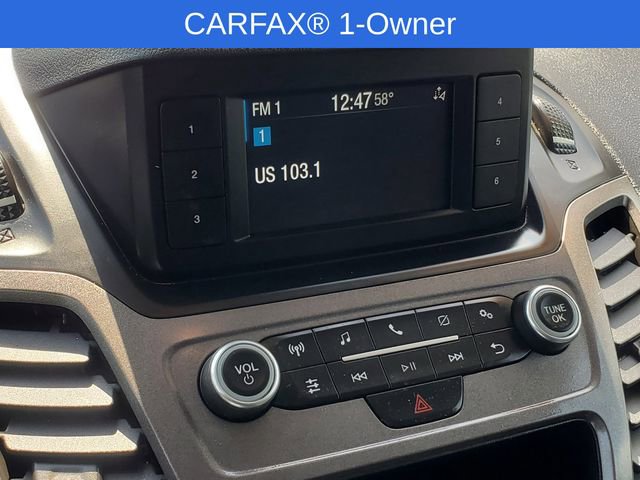 CARFAX® 1-Owner
FM 1 12:47 58°
1
US 103.1
1
2
3
4
5
6
VOL
TUNE
OK